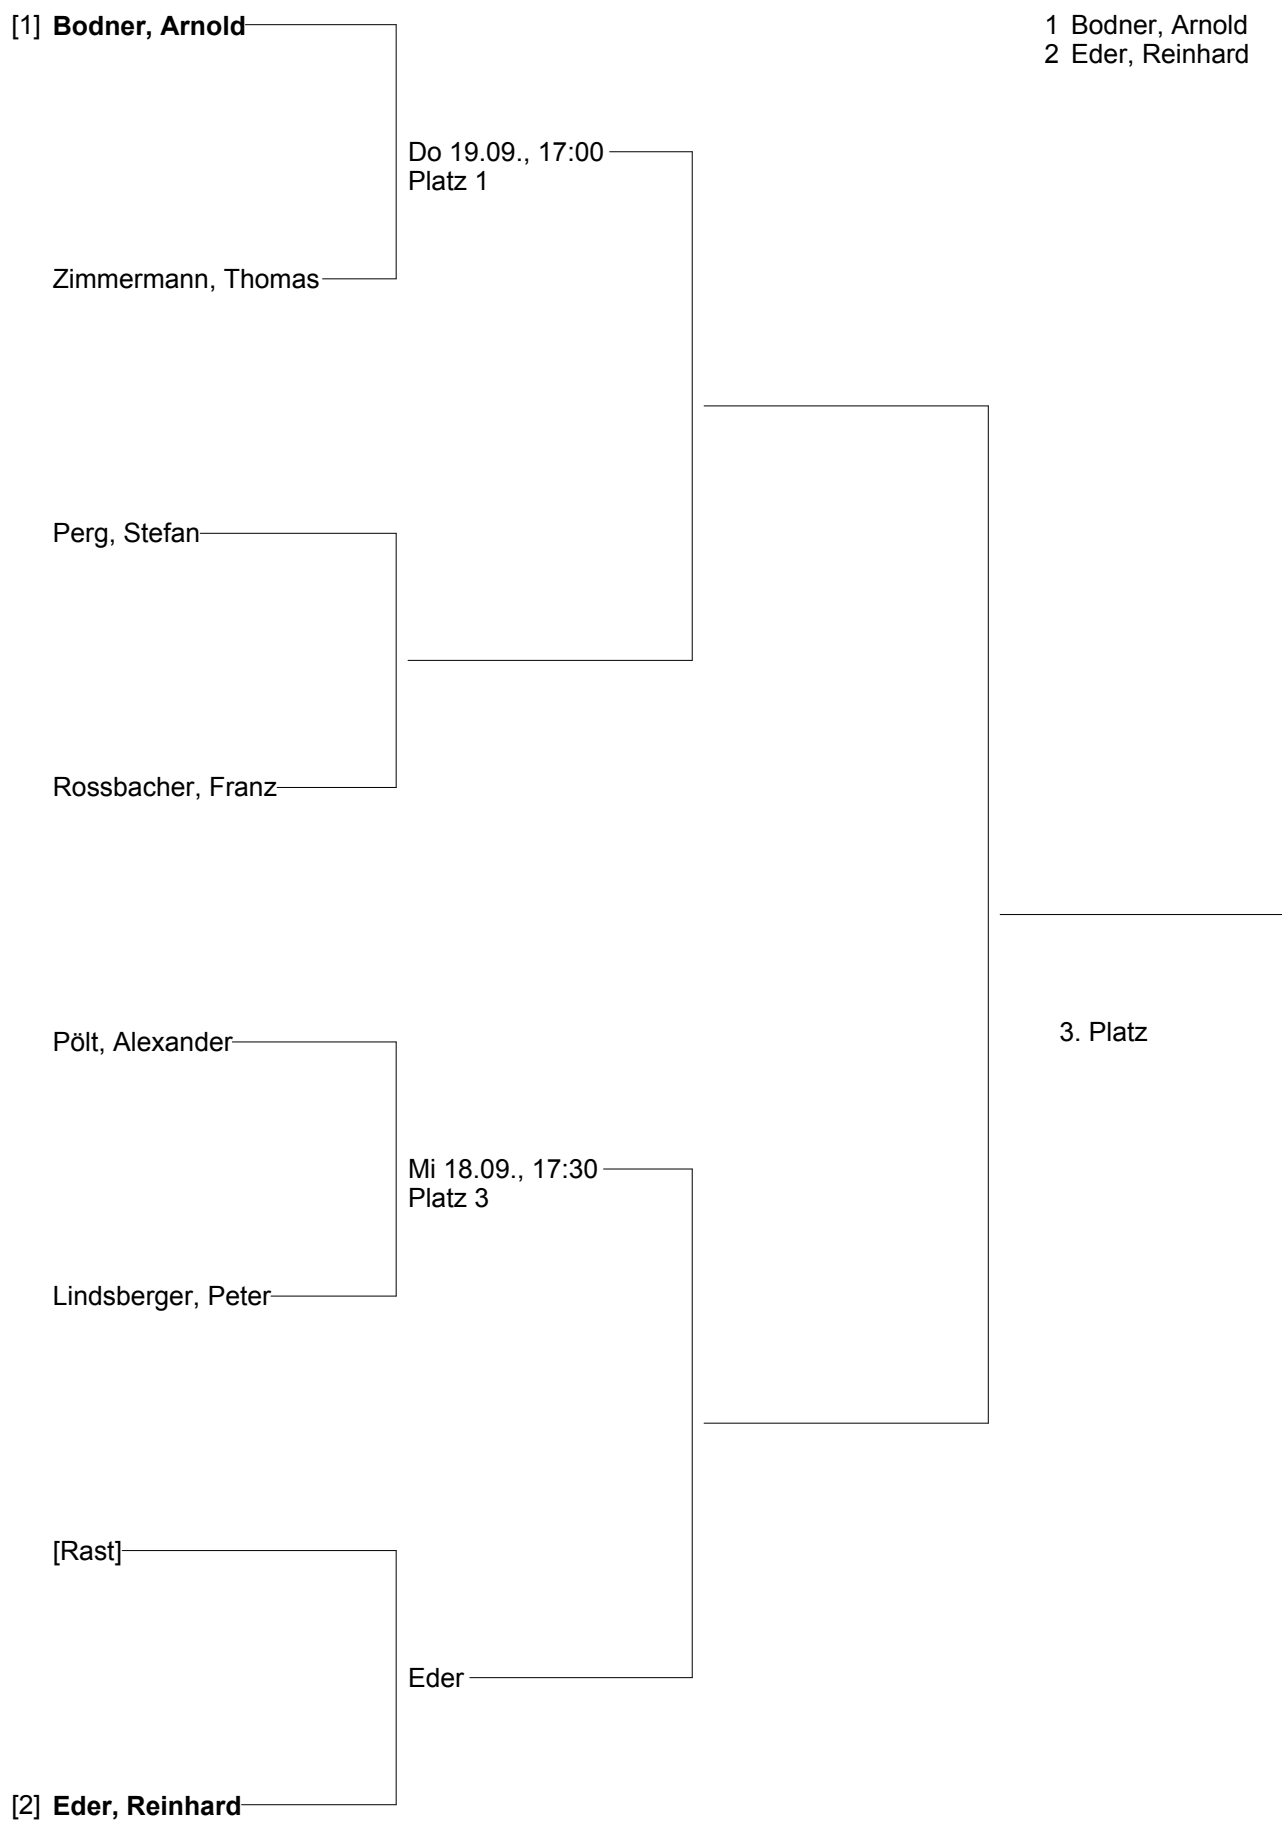 [1] Bodner, Arnold
1 Bodner, Arnold
2 Eder, Reinhard
Do 19.09., 17:00
Platz 1
Zimmermann, Thomas
Perg, Stefan
Rossbacher, Franz
3. Platz
Pölt, Alexander
Mi 18.09., 17:30
Platz 3
Lindsberger, Peter
[Rast]
Eder
[2] Eder, Reinhard